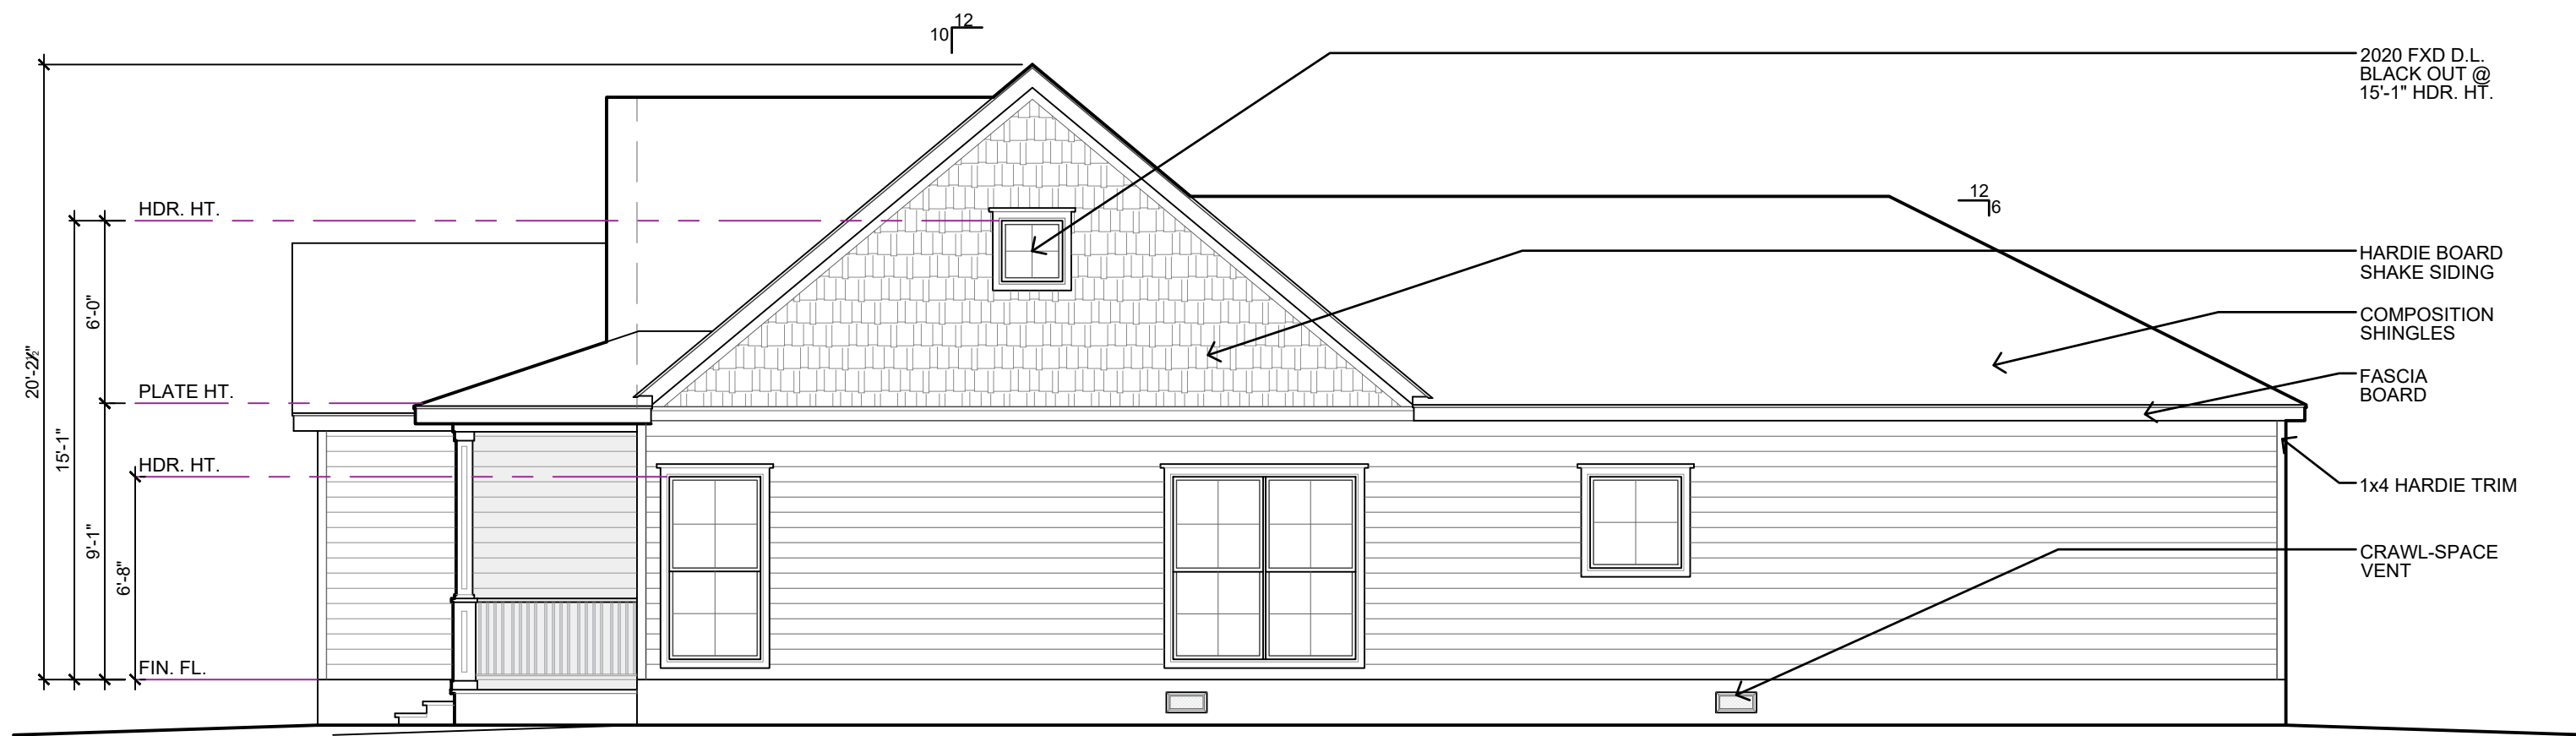 12
10
2020 FXD D.L.
BLACK OUT @
15'-1" HDR. HT.
12
6
HDR. HT.
HARDIE BOARD
SHAKE SIDING
6'-0"
COMPOSITION
SHINGLES
20'-2½"
PLATE HT.
FASCIA
BOARD
15'-1"
HDR. HT.
1x4 HARDIE TRIM
9'-1"
6'-8"
CRAWL-SPACE
VENT
FIN. FL.